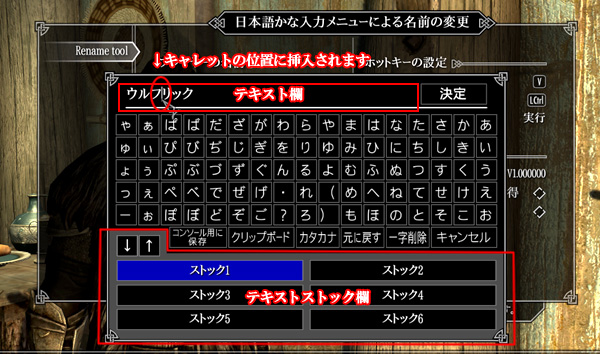 日本語かな入力メニューによる名前の変更
Rename tool
↓キャレットの位置に挿入されます
ホットキーの設定
V
ウルフリック
テキスト欄
決定
LCtrl
実行
ゃ ぁ ぱ ば だ ざ が わ ら や ま は な た さ か あ
ゅ ぃ ぴ び ぢ じ ぎ を り ゆ み ひ に ち し き い
ょ ぅ ぷ ぶ づ ず ぐ ん る よ む ふ ぬ つ す く う
V1.000000
っ ぇ ぺ べ で ぜ げ ・ れ ( め へ ね て せ け え
得
ー ぉ ぽ ぼ ど ぞ ご ? ろ ) も ほ の と そ こ お
↓ ↑ コンソール用に保存 クリップボード カタカナ 元に戻す 一字削除 キャンセル
ストック1 ストック2
ストック3 ストック4
テキストストック欄
ストック5 ストック6